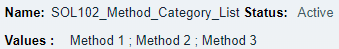 Name: SOL102_Method_Category_List Status: Active
Values : Method 1 ; Method 2 ; Method 3